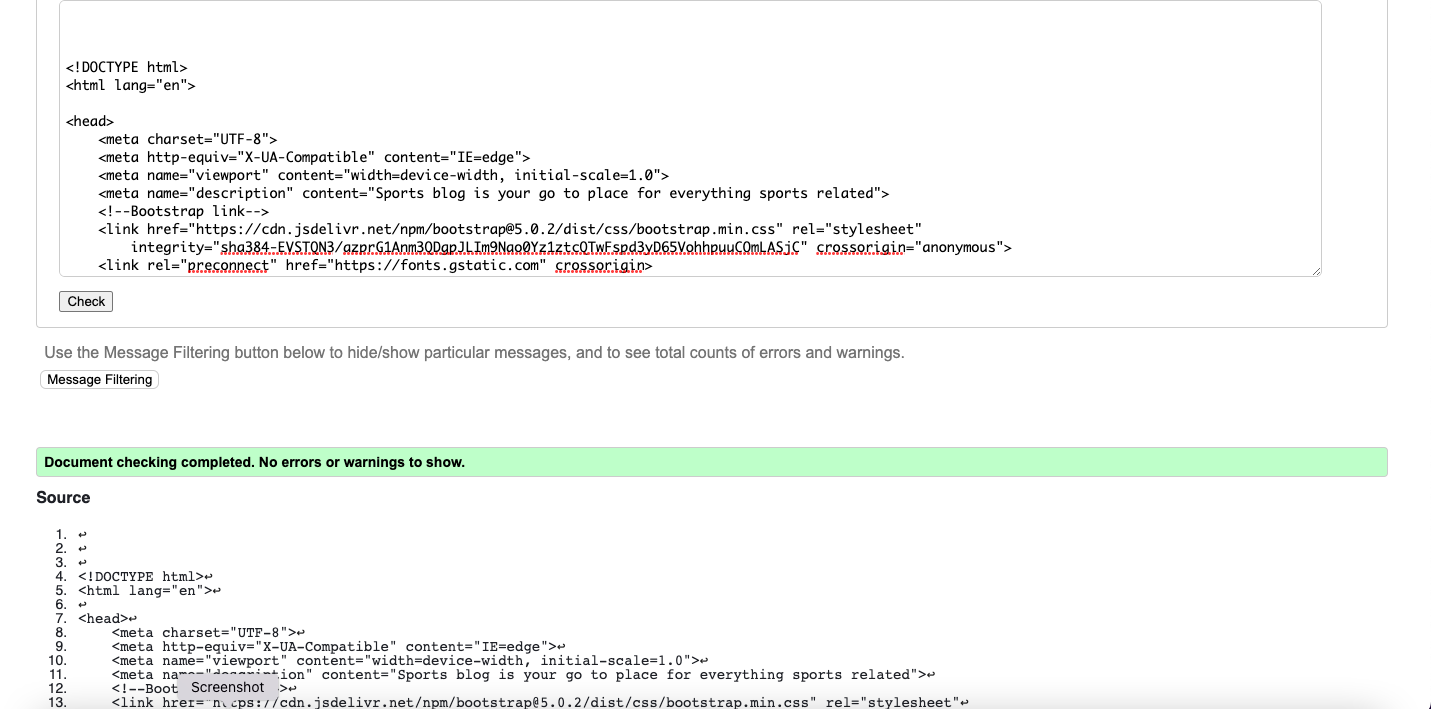 <!DOCTYPE html>
<html lang="en">
<head>
<meta charset="UTF-8">
<meta http-equiv="X-UA-Compatible" content="IE=edge">
<meta name="viewport" content="width=device-width, initial-scale=1.0">
<meta name="description" content="Sports blog is your go to place for everything sports related">
<!--Bootstrap link-->
<link href="https://cdn.jsdelivr.net/npm/bootstrap@5.0.2/dist/css/bootstrap.min.css" rel="stylesheet"
integrity="sha384-EVSTQN3/azprG1Anm3QDgpJLIm9Nao0Yz1ztcQTwFspd3yD65VohhpuuCOmLASjC" crossorigin="anonymous">
<link rel="preconnect" href="https://fonts.gstatic.com" crossorigin>
Check
Use the Message Filtering button below to hide/show particular messages, and to see total counts of errors and warnings.
Message Filtering
Document checking completed. No errors or warnings to show.
Source
1. ↩
2. ↩
3. ↩
4. <!DOCTYPE html>↩
5. <html lang="en">↩
6. ↩
7. <head>↩
8. <meta charset="UTF-8">↩
9. <meta http-equiv="X-UA-Compatible" content="IE=edge">↩
10. <meta name="viewport" content="width=device-width, initial-scale=1.0">↩
11. <meta name="description" content="Sports blog is your go to place for everything sports related">↩
12. <!--Boot >↩
Screenshot
13. <link href="https://cdn.jsdelivr.net/npm/bootstrap@5.0.2/dist/css/bootstrap.min.css" rel="stylesheet"↩